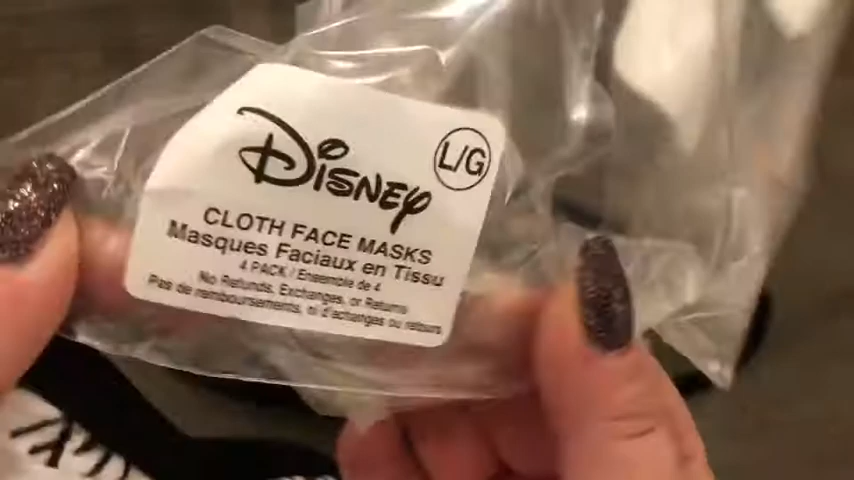 Disney
L/G
CLOTH FACE MASKS
Masques Faciaux en Tissu
4 PACK / Ensemble de 4
No Refunds, Exchanges, or Returns
Pas de remboursements, ni d'échanges ou retours